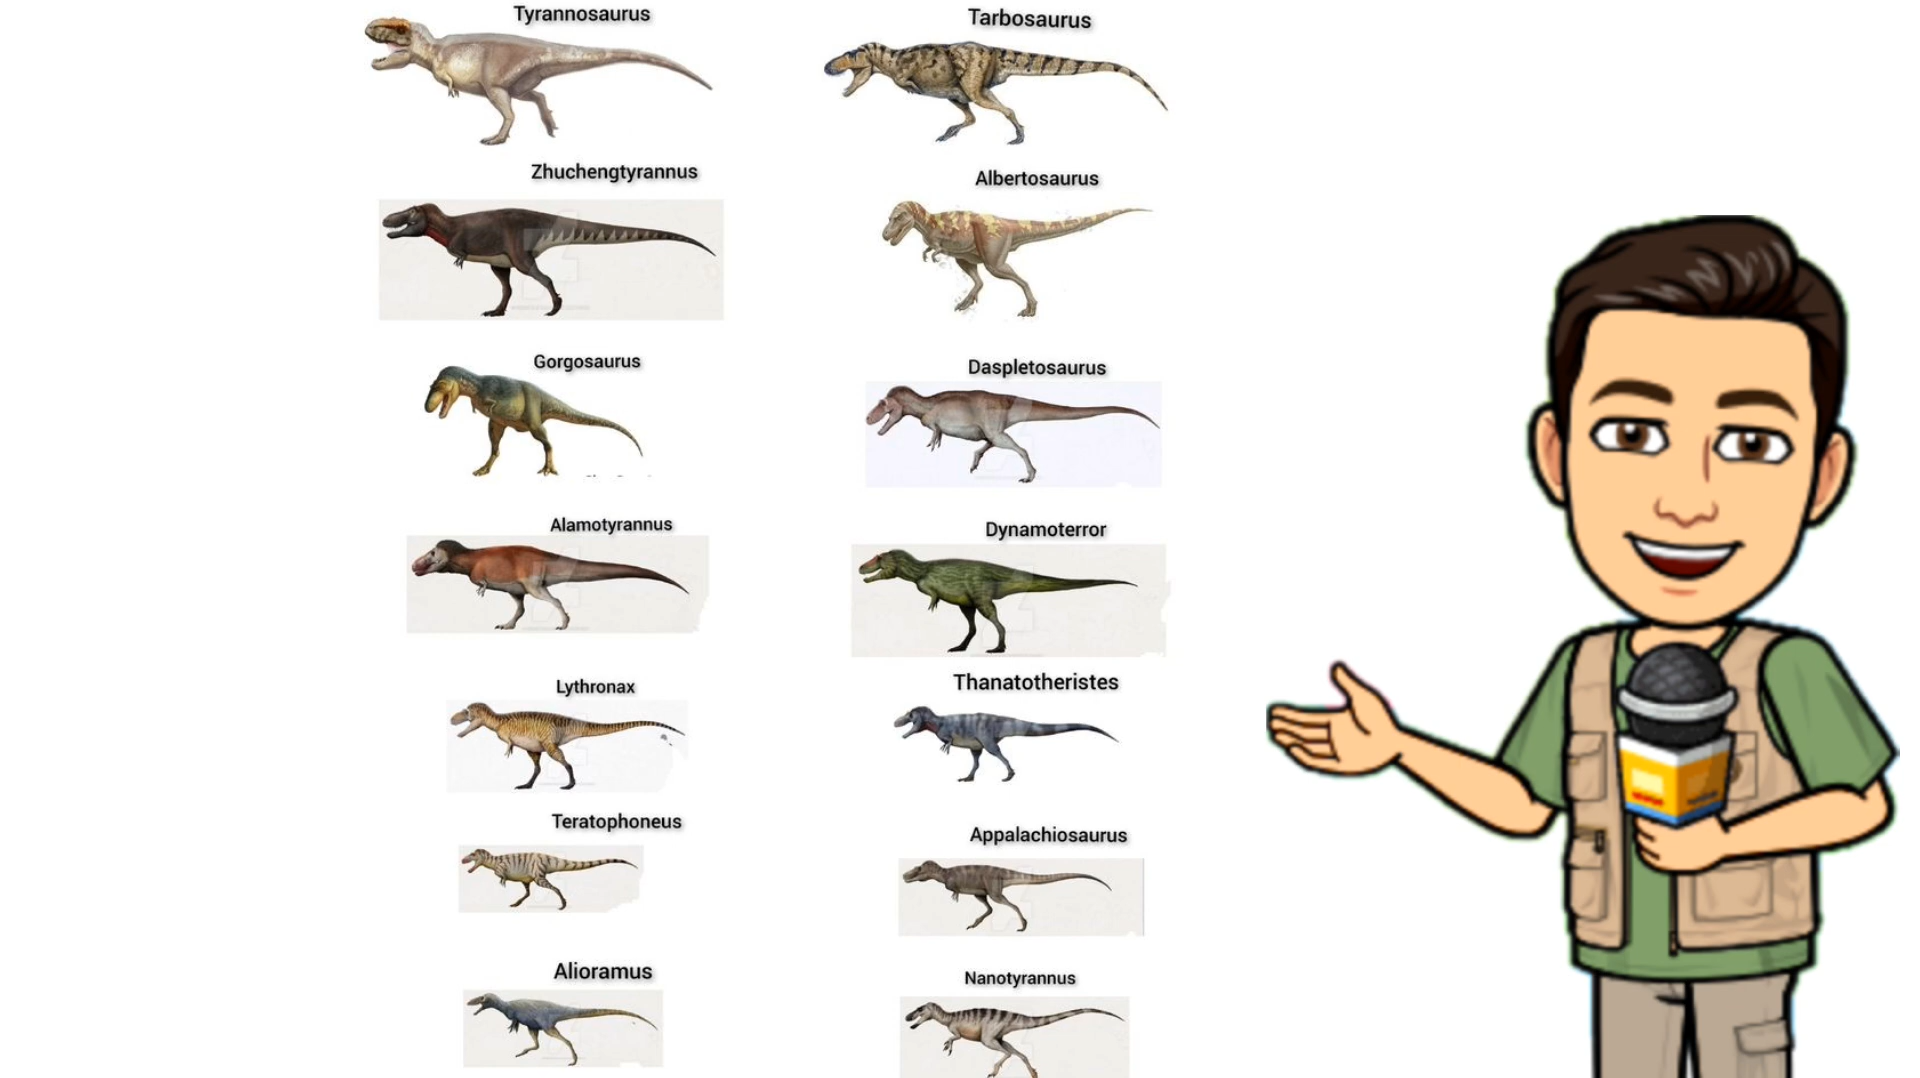 Tyrannosaurus
Tarbosaurus
Zhuchengtyrannus
Albertosaurus
Gorgosaurus
Daspletosaurus
Alamotyrannus
Dynamoterror
Lythronax
Thanatotheristes
Teratophoneus
Appalachiosaurus
Alioramus
Nanotyrannus